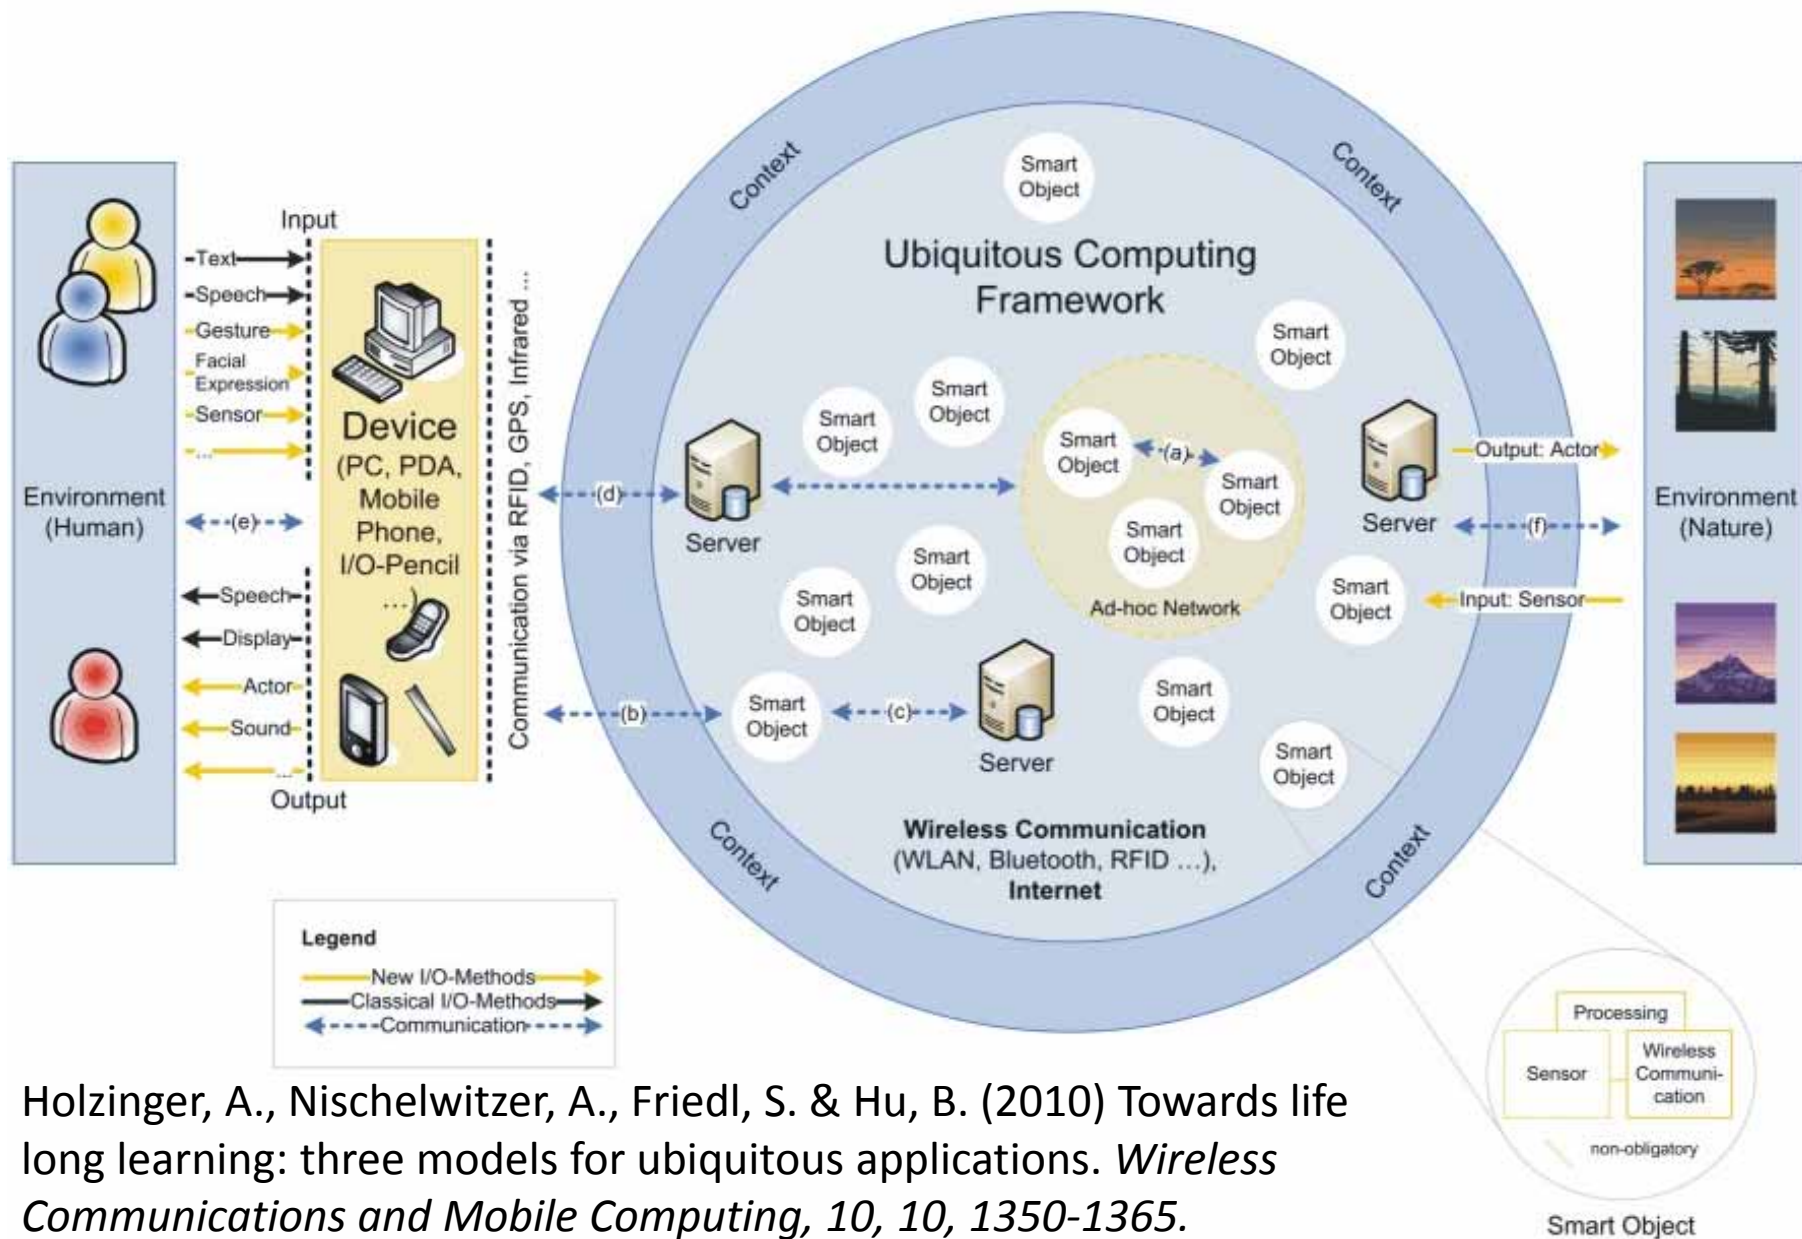 Context
Context
Smart
Object
Ubiquitous Computing
Framework
Input
Text
Speech
Gesture
Facial
Expression
Sensor
...
Environment
(Human)
(e)
Speech
Display
Actor
Sound
...
Output
Device
(PC, PDA,
Mobile
Phone,
I/O-Pencil
Communication via RFID, GPS, Infrared ...
(d)
(b)
Server
Smart
Object
Smart
Object
Smart
Object
Smart
Object
(a)
Smart
Object
Smart
Object
Ad-hoc Network
Smart
Object
Smart
Object
Smart
Object
(c)
Server
Smart
Object
Smart
Object
Server
Smart
Object
Smart
Object
Output: Actor
(f)
Input: Sensor
Environment
(Nature)
Wireless Communication
(WLAN, Bluetooth, RFID ...),
Internet
Context
Context
Legend
New I/O-Methods
Classical I/O-Methods
Communication
Processing
Sensor
Wireless
Communi-
cation
non-obligatory
Smart Object
Holzinger, A., Nischelwitzer, A., Friedl, S. & Hu, B. (2010) Towards life
long learning: three models for ubiquitous applications. Wireless
Communications and Mobile Computing, 10, 10, 1350-1365.